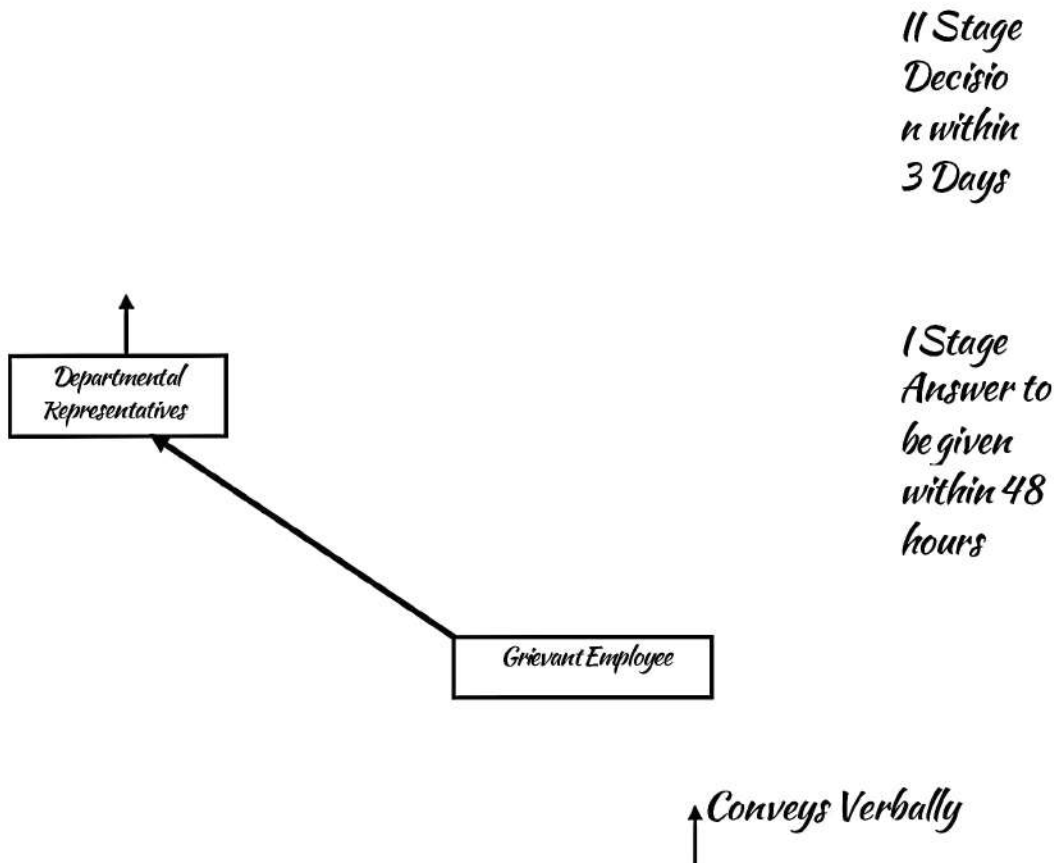 II Stage
Decisio
n within
3 Days
Departmental
Representatives
I Stage
Answer to
be given
within 48
hours
Grievant Employee
Conveys Verbally